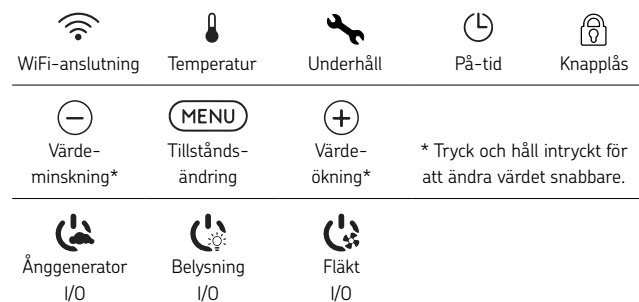 WiFi-anslutning Temperatur Underhåll På-tid Knapplås
MENU
Värde-
minskning*
Tillstånds-
ändring
Värde-
ökning*
* Tryck och håll intryckt för
att ändra värdet snabbare.
Ånggenerator
I/O
Belysning
I/O
Fläkt
I/O